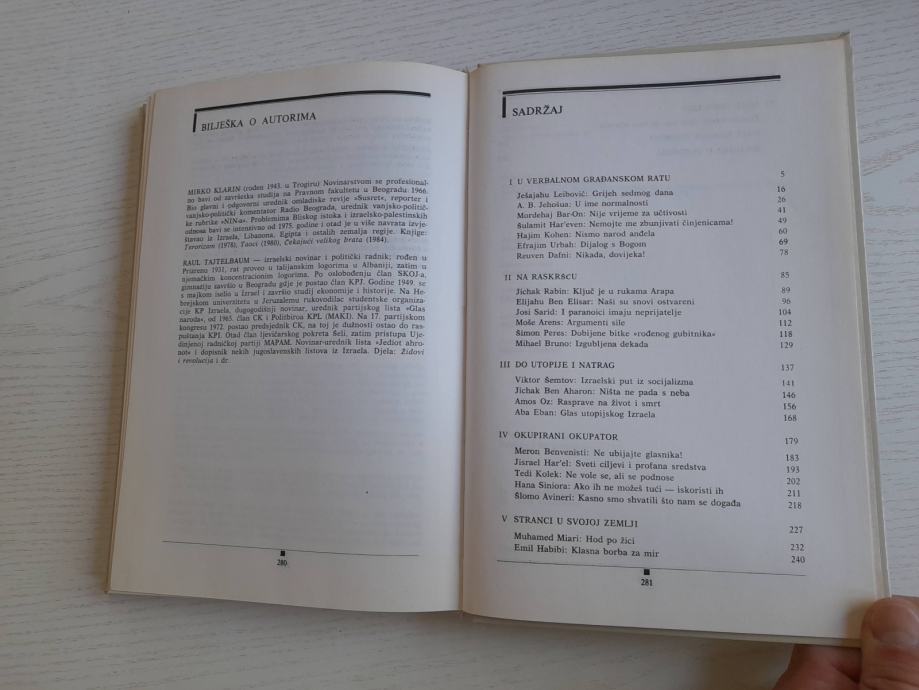 BILJEŠKA O AUTORIMA
MIRKO KLARIN (rođen 1943. u Trogiru) Novinarstvom se profesional-
no bavi od završetka studija na Pravnom fakultetu u Beogradu 1966.
Bio glavni i odgovorni urednik omladinske revije »Susret«, reporter i
vanjsko-politički komentator Radio Beograda, urednik vanjsko-politič-
ke rubrike »NIN-a«. Problemima Bliskog istoka i izraelsko-palestinskih
odnosa bavi se intenzivno od 1975. godine i otad je u više navrata izvje-
štavao iz Izraela, Libanona, Egipta i ostalih zemalja regije. Knjige:
Terorizam (1978), Taoci (1980), Čekajući velikog brata (1984).
RAUL TAJTELBAUM — izraelski novinar i politički radnik; rođen u
Prizrenu 1931, rat proveo u talijanskim logorima u Albaniji, zatim u
njemačkim koncentracionim logorima. Po oslobođenju član SKOJ-a,
gimnaziju završio u Beogradu gdje je postao član KPJ. Godine 1949. se
s majkom iselio u Izrael i završio studij ekonomije i historije. Na He-
brejskom univerzitetu u Jeruzalemu rukovodilac studentske organiza-
cije KP Izraela, dugogodišnji novinar, urednik partijskog lista »Glas
naroda«, od 1965. član CK i Politbiroa KPI (MAKI). Na 17. partijskom
kongresu 1972. postao predsjednik CK, na toj je dužnosti ostao do ras-
puštanja KPI. Otad član ljevičarskog pokreta Šeli, zatim pristupa Uje-
dinjenoj radničkoj partiji MAPAM. Novinar-urednik lista »Jediot ahro-
not« i dopisnik nekih jugoslavenskih listova iz Izraela. Djela: Židovi
i revolucija i dr.
280
SADRŽAJ
I U VERBALNOM GRAĐANSKOM RATU 5
Ješajahu Leibović: Grijeh sedmog dana 16
A. B. Jehošua: U ime normalnosti 26
Mordehaj Bar-On: Nije vrijeme za učtivosti 41
Šulamit Har'even: Nemojte me zbunjivati činjenicama! 49
Hajim Kohen: Nismo narod anđela 60
Efrajim Urbah: Dijalog s Bogom 69
Reuven Dafni: Nikada, dovijeka! 78
II NA RASKRŠĆU 85
Jichak Rabin: Ključ je u rukama Arapa 89
Elijahu Ben Elisar: Naši su snovi ostvareni 96
Josi Sarid: I paranoici imaju neprijatelje 104
Moše Arens: Argumenti sile 112
Šimon Peres: Dubijene bitke »rođenog gubitnika« 118
Mihael Bruno: Izgubljena dekada 129
III DO UTOPIJE I NATRAG 137
Viktor Šemtov: Izraelski put iz socijalizma 141
Jichak Ben Aharon: Ništa ne pada s neba 146
Amos Oz: Rasprave na život i smrt 156
Aba Eban: Glas utopijskog Izraela 168
IV OKUPIRANI OKUPATOR 179
Meron Benvenisti: Ne ubijajte glasnika! 183
Jisrael Har'el: Sveti ciljevi i profana sredstva 193
Tedi Kolek: Ne vole se, ali se podnose 202
Hana Siniora: Ako ih ne možeš tući — iskoristi ih 211
Šlomo Avineri: Kasno smo shvatili što nam se događa 218
V STRANCI U SVOJOJ ZEMLJI 227
Muhamed Miari: Hod po žici 232
Emil Habibi: Klasna borba za mir 240
281